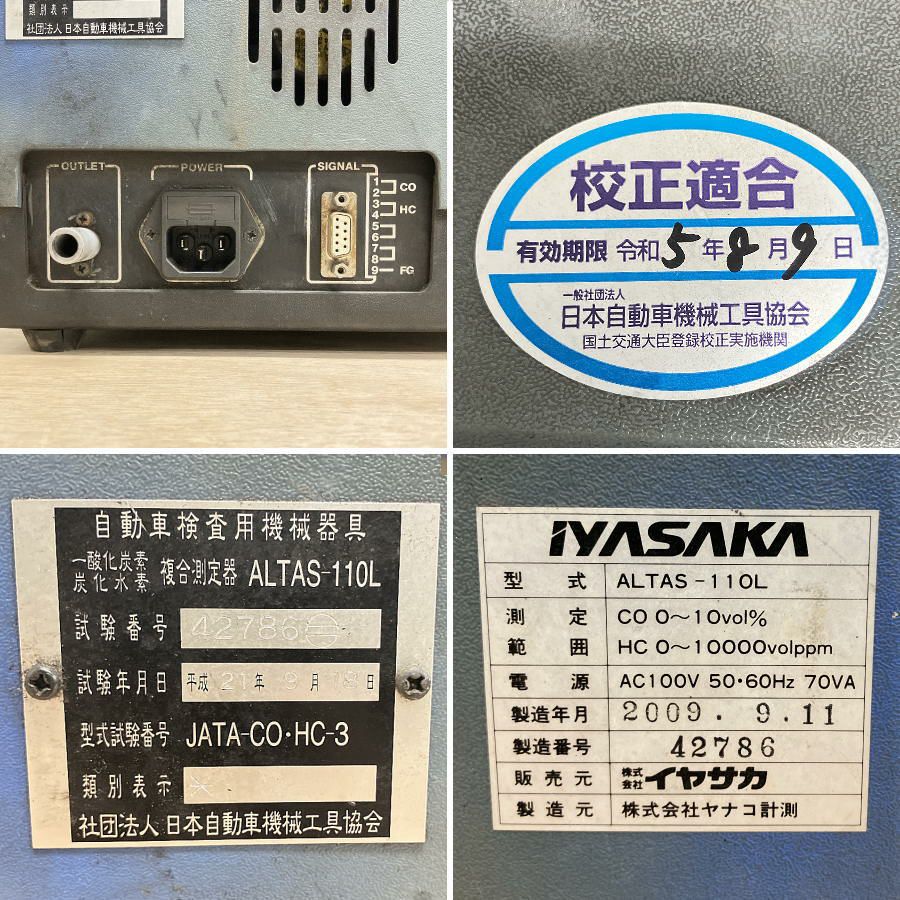 類別表示
社団法人 日本自動車機械工具協会
OUTLET
POWER
SIGNAL
1
2
3
4
5
6
7
8
9
CO
HC
FG
校正適合
有効期限 令和5年8月9日
一般社団法人
日本自動車機械工具協会
国土交通大臣登録校正実施機関
自動車検査用機械器具
一酸化炭素
炭化水素 複合測定器 ALTAS-110L
試験番号 42786
試験年月日 平成 21年 9月 18日
型式試験番号 JATA-CO・HC-3
類別表示 *
社団法人 日本自動車機械工具協会
IYASAKA
型式 ALTAS-110L
測定 CO 0〜10vol%
範囲 HC 0〜10000volppm
電源 AC100V 50・60Hz 70VA
製造年月 2009. 9.11
製造番号 42786
販売元 株式会社イヤサカ
製造元 株式会社ヤナコ計測